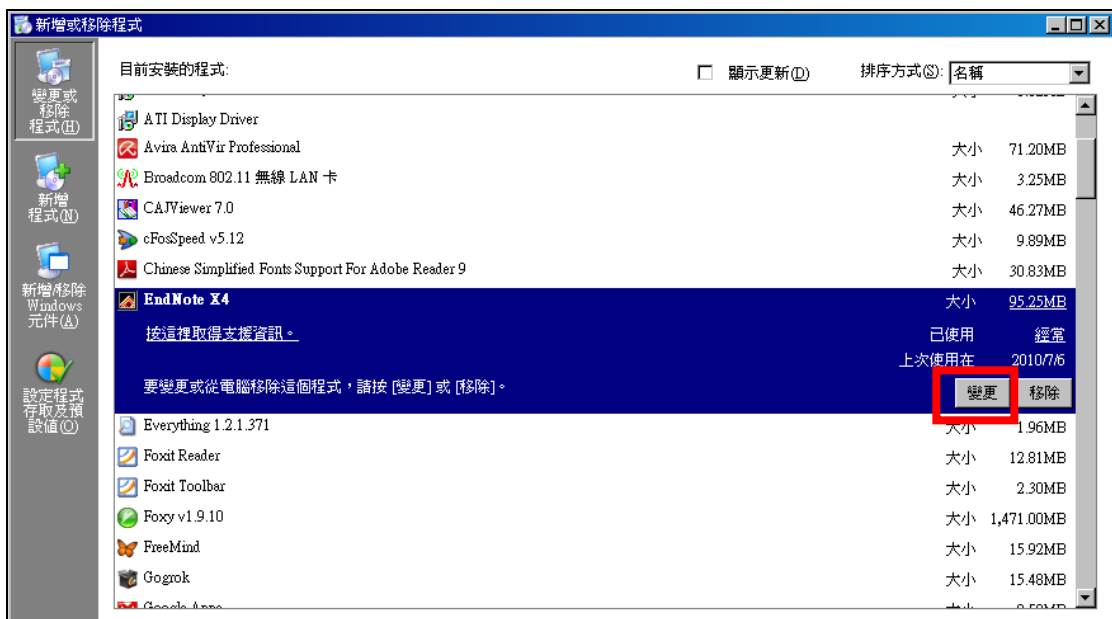 新增或移除程式
目前安裝的程式:
顯示更新(D)
排序方式(S): 名稱
變更或
移除
程式(H)
新增
程式(N)
新增/移除
Windows
元件(A)
設定程式
存取及預
設值(O)
ATI Display Driver
Avira AntiVir Professional 大小 71.20MB
Broadcom 802.11 無線 LAN 卡 大小 3.25MB
CAJViewer 7.0 大小 46.27MB
cFosSpeed v5.12 大小 9.89MB
Chinese Simplified Fonts Support For Adobe Reader 9 大小 30.83MB
EndNote X4 大小 95.25MB
按這裡取得支援資訊。 已使用 經常
上次使用在 2010/7/6
要變更或從電腦移除這個程式，請按 [變更] 或 [移除]。 變更 移除
Everything 1.2.1.371 大小 1.96MB
Foxit Reader 大小 12.81MB
Foxit Toolbar 大小 2.30MB
Foxy v1.9.10 大小 1,471.00MB
FreeMind 大小 15.92MB
Gogrok 大小 15.48MB
Google Apps